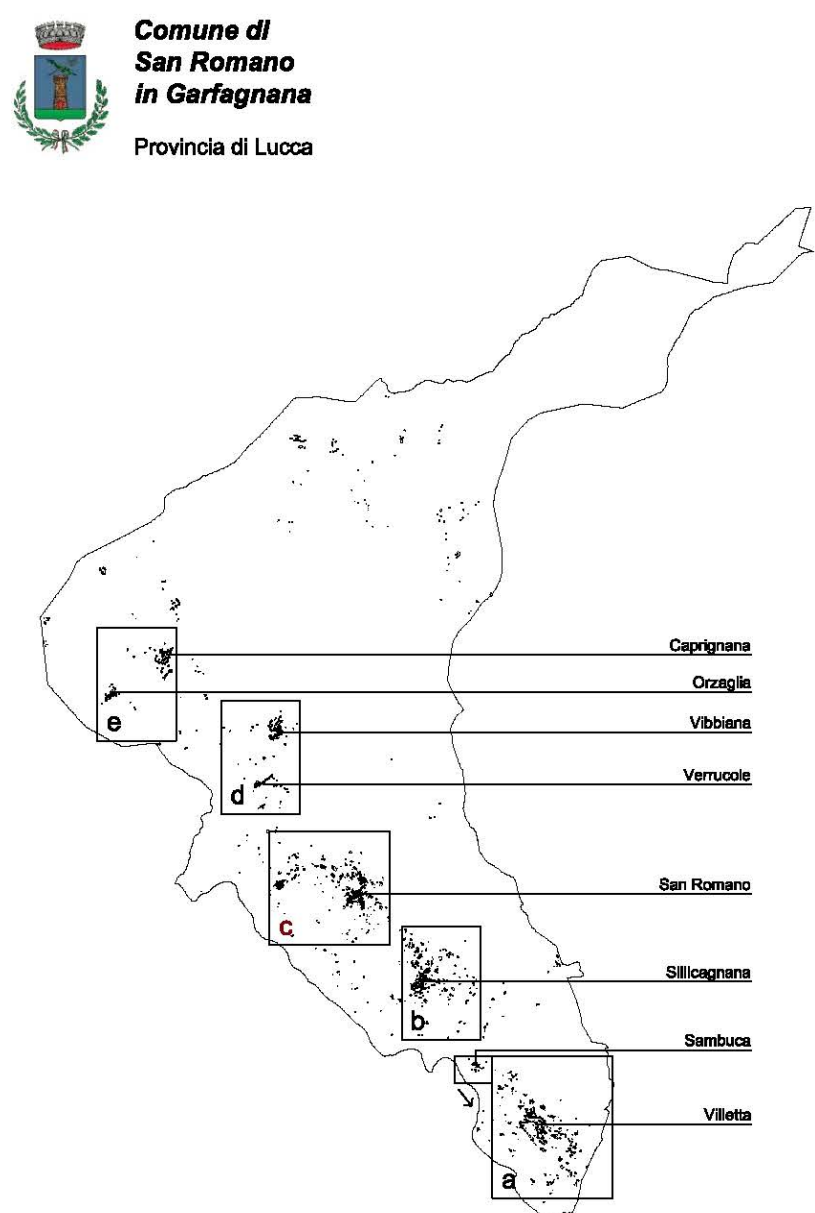 Comune di
San Romano
in Garfagnana
Provincia di Lucca
Caprignana
Orzaglia
e
Vibbiana
Verrucole
d
San Romano
c
Sillicagnana
b
Sambuca
Villetta
a